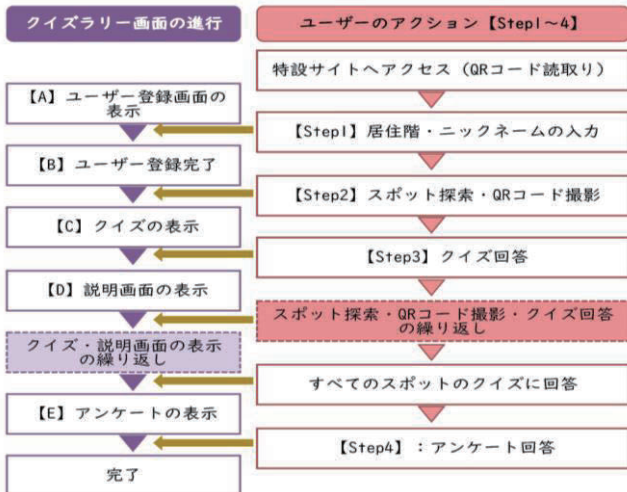 クイズラリー画面の進行
【A】ユーザー登録画面の
表示
【B】ユーザー登録完了
【C】クイズの表示
【D】説明画面の表示
クイズ・説明画面の表示
の繰り返し
【E】アンケートの表示
完了
ユーザーのアクション【Step1～4】
特設サイトへアクセス（QRコード読取り）
【Step1】居住階・ニックネームの入力
【Step2】スポット探索・QRコード撮影
【Step3】クイズ回答
スポット探索・QRコード撮影・クイズ回答
の繰り返し
すべてのスポットのクイズに回答
【Step4】：アンケート回答